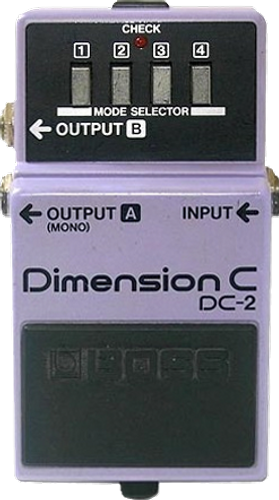 CHECK
1 2 3 4
MODE SELECTOR
← OUTPUT B
← OUTPUT A INPUT ←
(MONO)
Dimension C
DC-2
BOSS